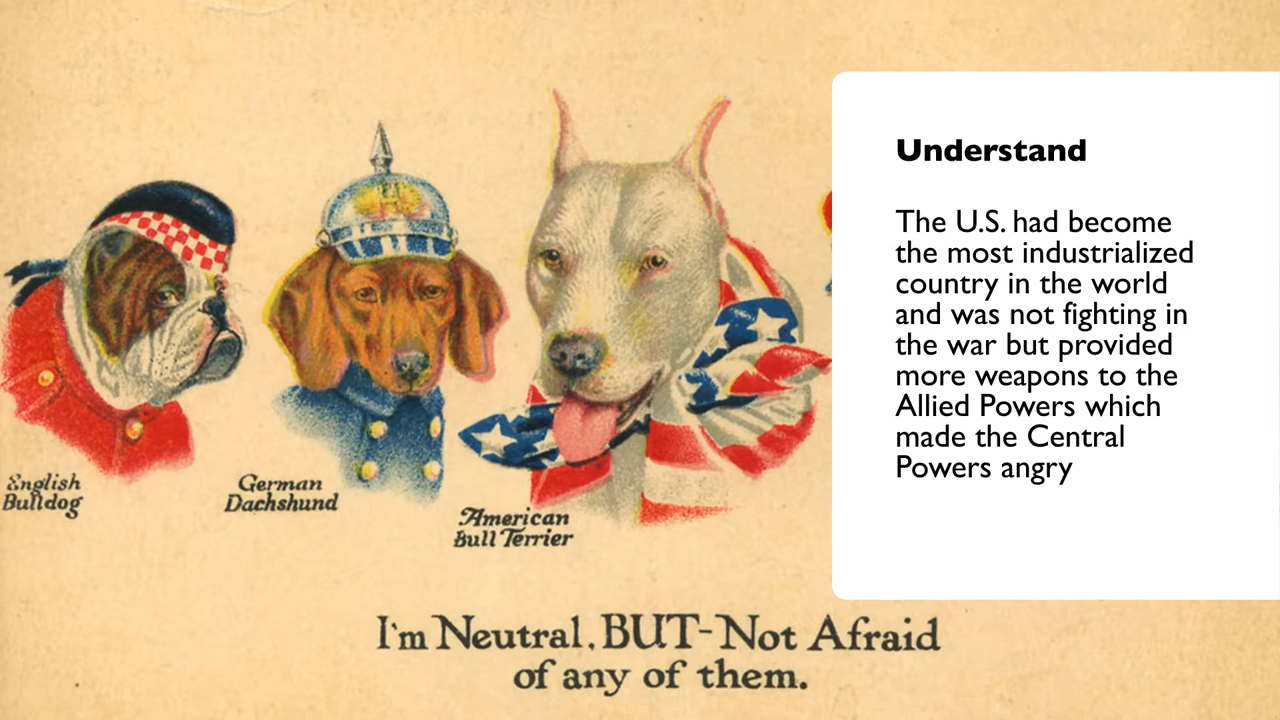 Understand
The U.S. had become
the most industrialized
country in the world
and was not fighting in
the war but provided
more weapons to the
Allied Powers which
made the Central
Powers angry
English
Bulldog
German
Dachshund
American
Bull Terrier
I'm Neutral. BUT-Not Afraid
of any of them.